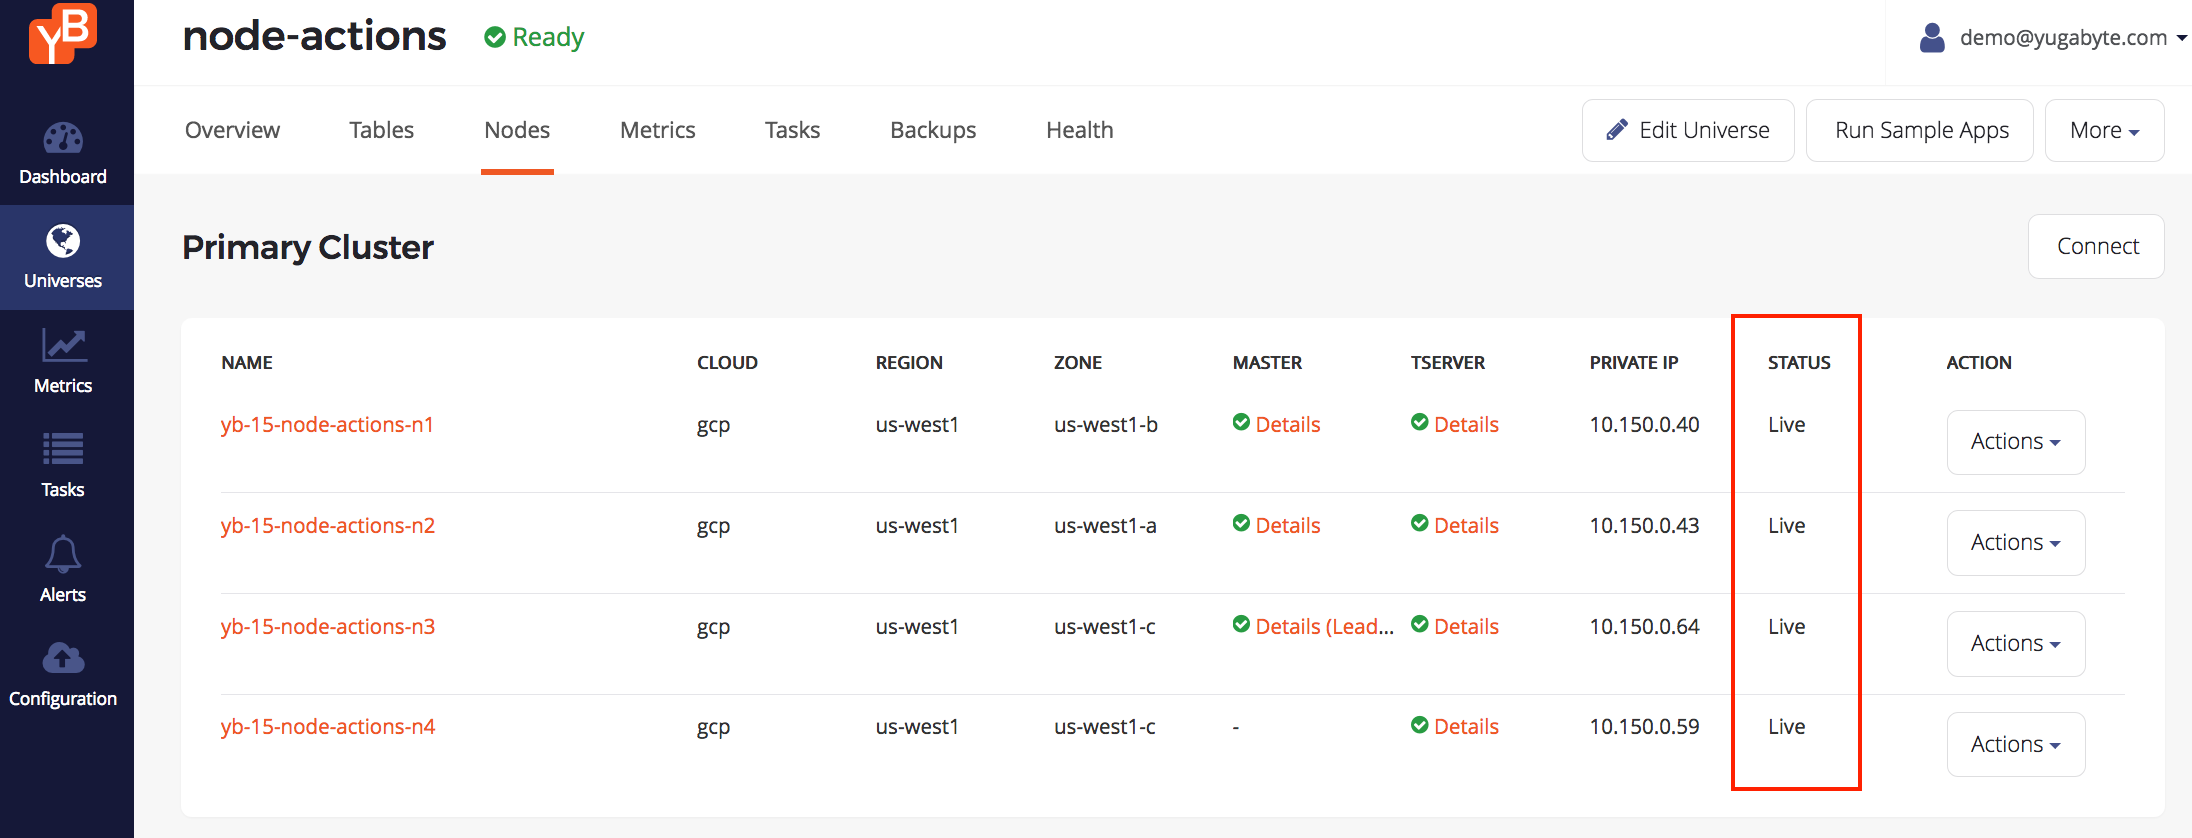 YB
node-actions Ready
demo@yugabyte.com
Dashboard
Universes
Metrics
Tasks
Alerts
Configuration
Overview Tables Nodes Metrics Tasks Backups Health
Edit Universe Run Sample Apps More
Primary Cluster
Connect
NAME CLOUD REGION ZONE MASTER TSERVER PRIVATE IP STATUS ACTION
yb-15-node-actions-n1 gcp us-west1 us-west1-b Details Details 10.150.0.40 Live Actions
yb-15-node-actions-n2 gcp us-west1 us-west1-a Details Details 10.150.0.43 Live Actions
yb-15-node-actions-n3 gcp us-west1 us-west1-c Details (Lead... Details 10.150.0.64 Live Actions
yb-15-node-actions-n4 gcp us-west1 us-west1-c - Details 10.150.0.59 Live Actions